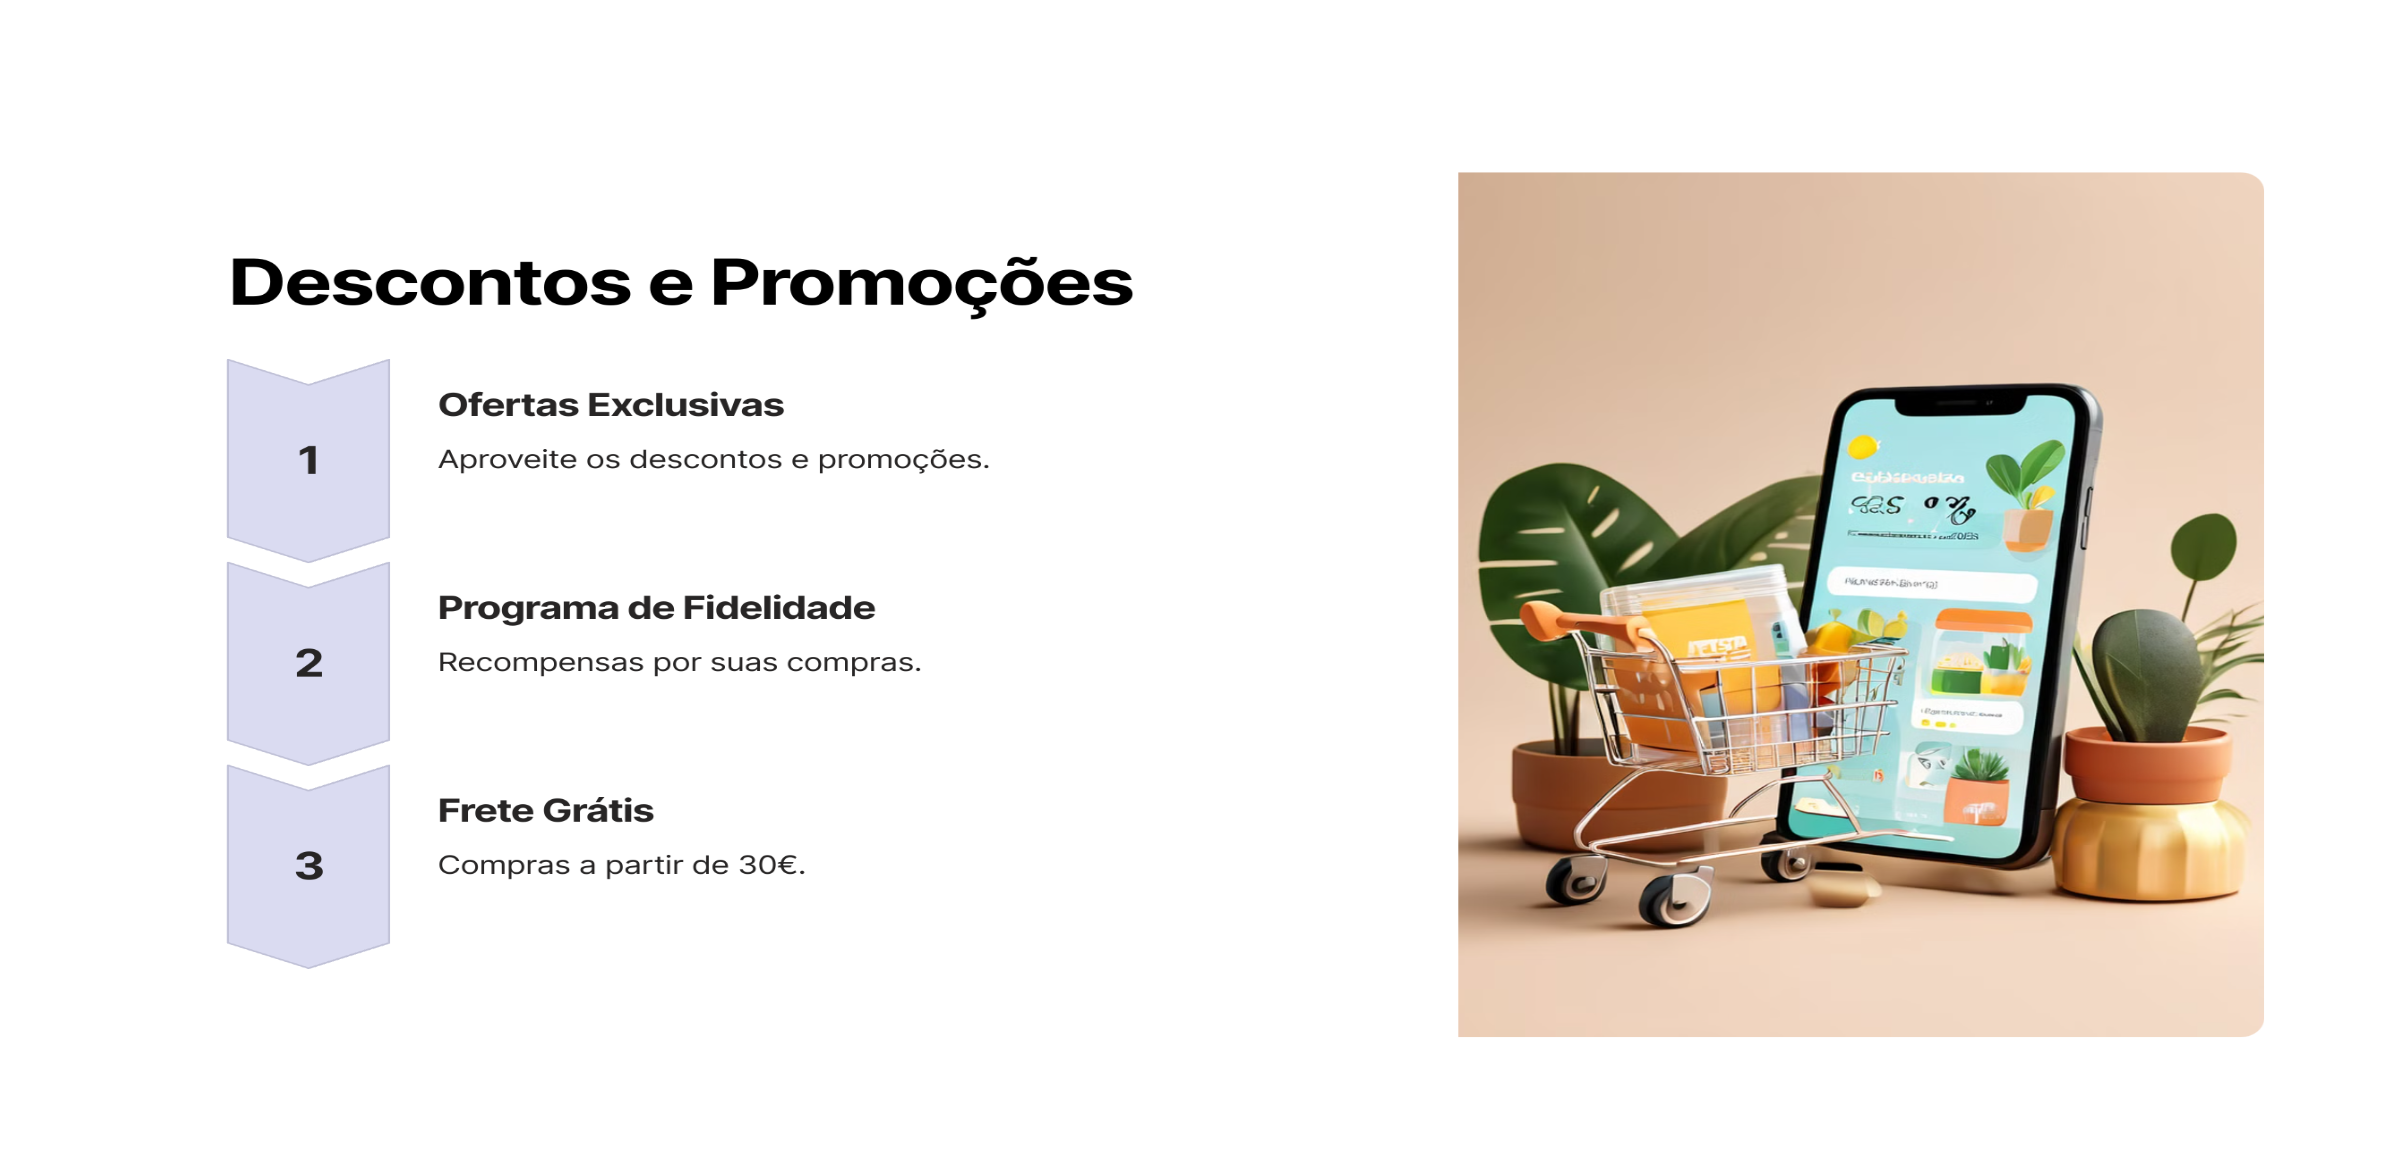 Descontos e Promoções
1
Ofertas Exclusivas
Aproveite os descontos e promoções.
2
Programa de Fidelidade
Recompensas por suas compras.
3
Frete Grátis
Compras a partir de 30€.